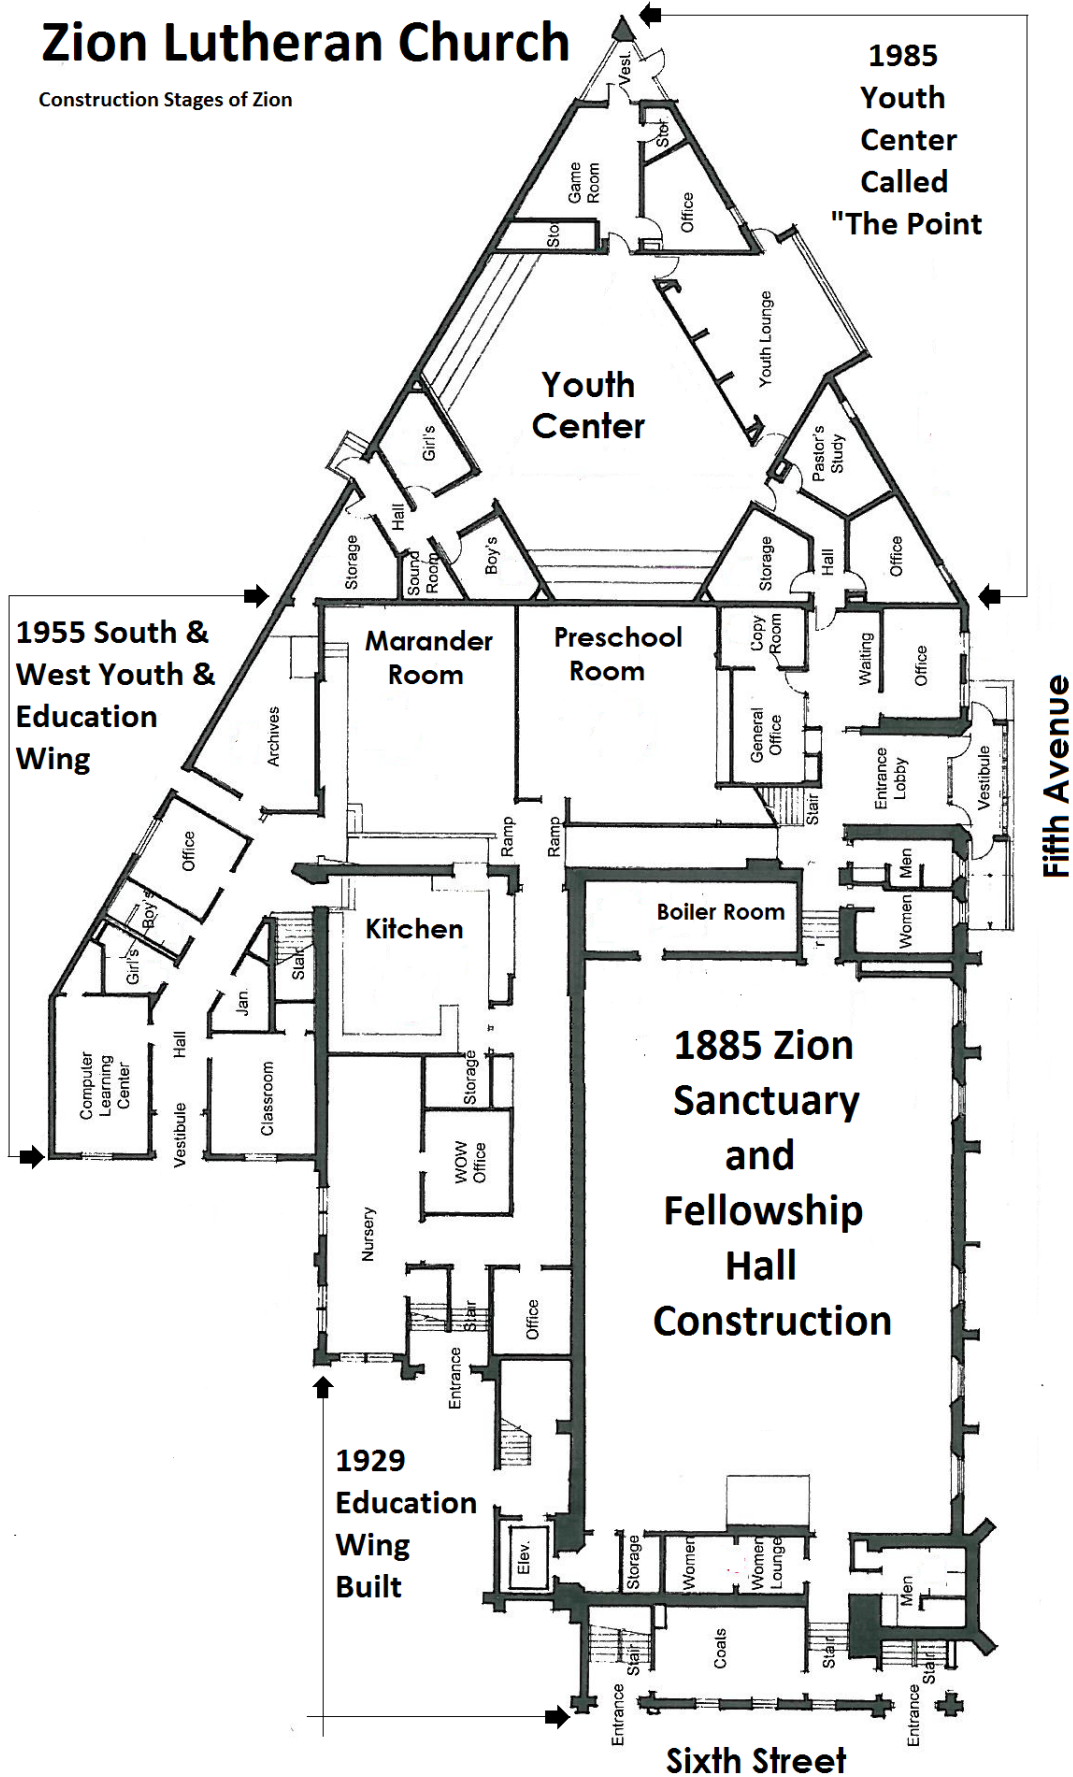 Zion Lutheran Church
Construction Stages of Zion
1985
Youth
Center
Called
"The Point
Vest.
Stor
Game
Room
Office
Stor
Youth Lounge
Youth
Center
Girl's
Pastor's
Study
Hall
Storage
Sound
Room
Boy's
Storage
Hall
Office
1955 South &
West Youth &
Education
Wing
Marander
Room
Preschool
Room
Copy
Room
Waiting
Office
Archives
General
Office
Entrance
Lobby
Vestibule
Fifth Avenue
Stair
Ramp
Ramp
Office
Men
Boy's
Kitchen
Boiler Room
Women
Girl's
Stair
Jan.
Hall
Computer
Learning
Center
Classroom
Vestibule
Storage
WOW
Office
1885 Zion
Sanctuary
and
Fellowship
Hall
Construction
Nursery
Stair
Office
Entrance
1929
Education
Wing
Built
Elev.
Storage
Women
Women
Lounge
Men
Stair
Coats
Stair
Stair
Entrance
Entrance
Sixth Street